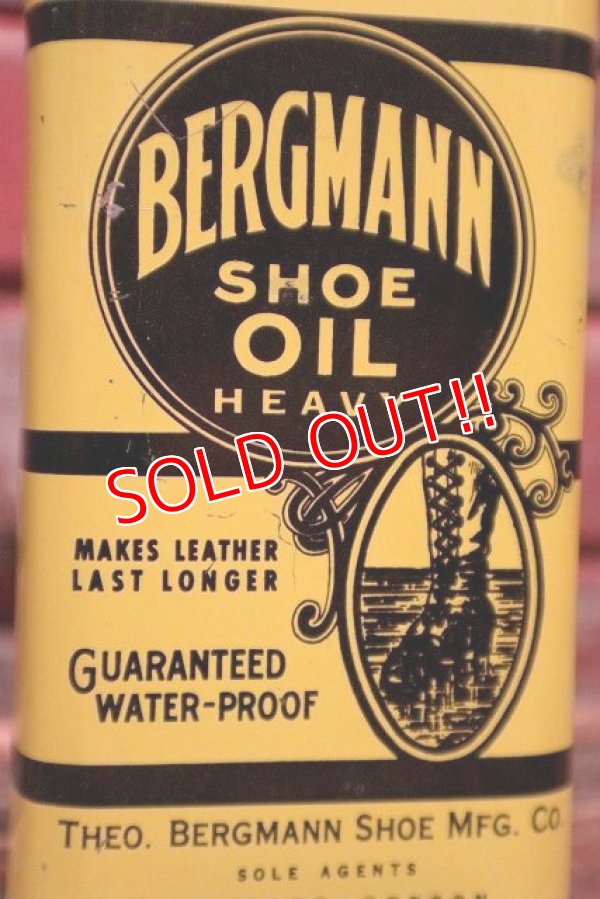 BERGMANN
SHOE
OIL
HEAVY
SOLD OUT!!
MAKES LEATHER
LAST LONGER
GUARANTEED
WATER-PROOF
THEO. BERGMANN SHOE MFG. CO.
SOLE AGENTS